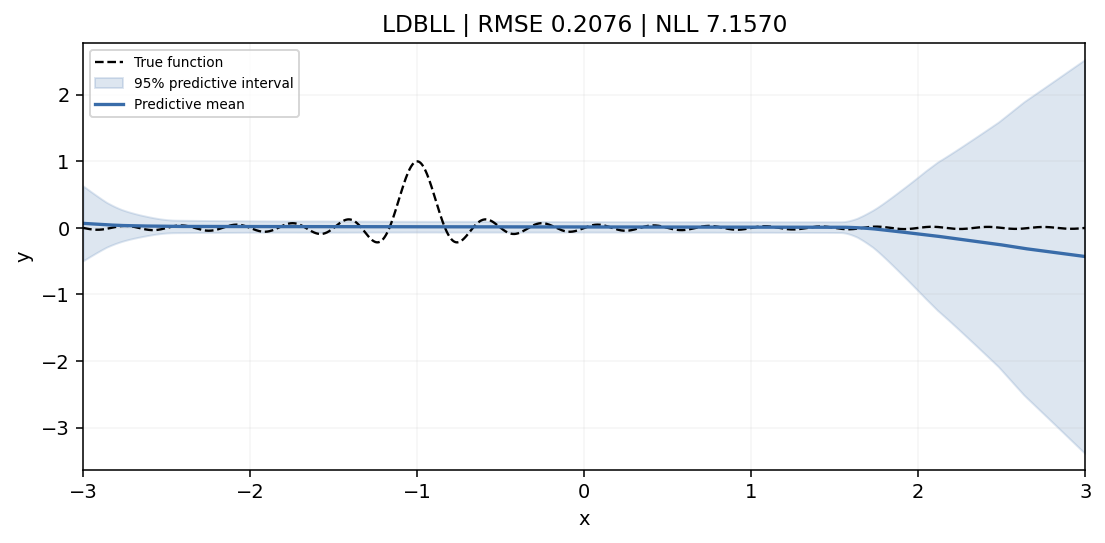 LDBLL | RMSE 0.2076 | NLL 7.1570
True function
95% predictive interval
Predictive mean
2
1
0
−1
−2
−3
y
−3 −2 −1 0 1 2 3
x